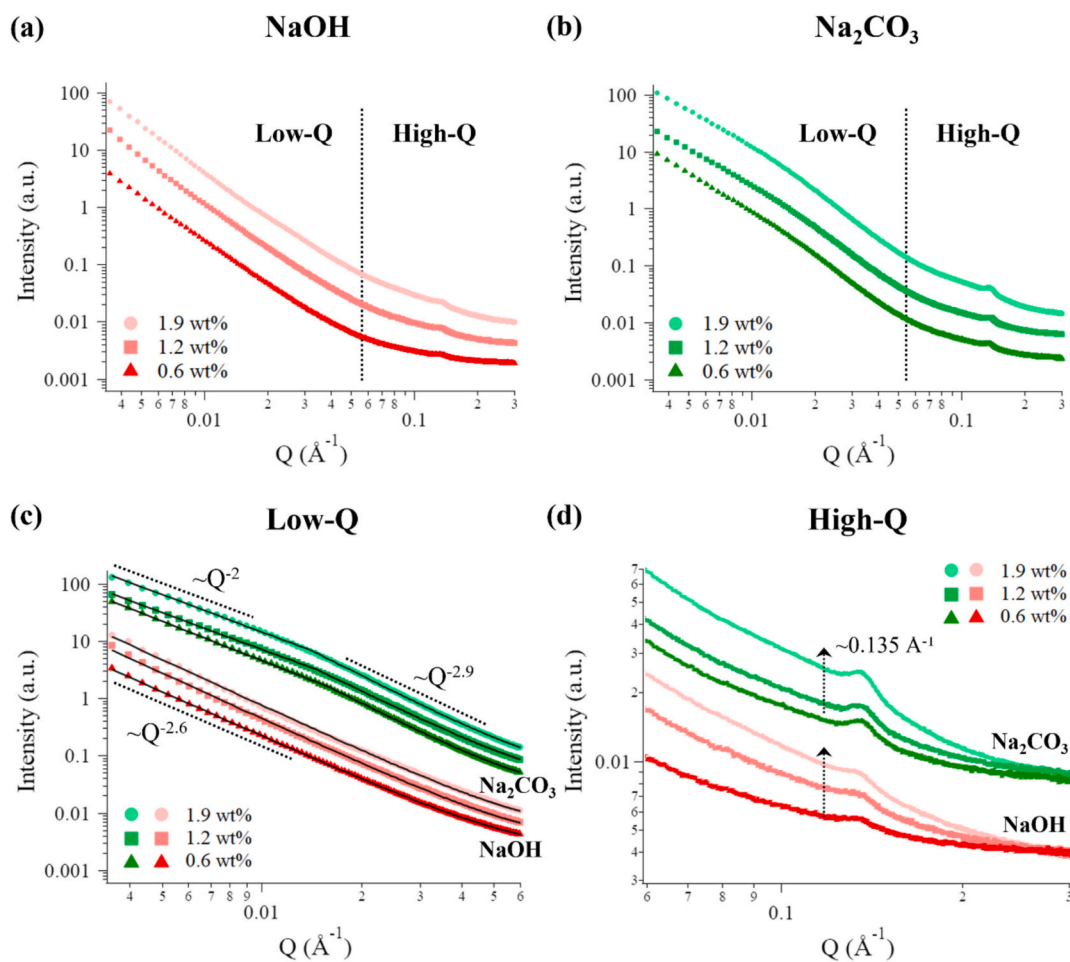 (a)
NaOH
Intensity (a.u.)
100
10
1
0.1
0.01
0.001
Low-Q
High-Q
1.9 wt%
1.2 wt%
0.6 wt%
4 5 6 7 8 0.01 2 3 4 5 6 7 8 0.1 2 3
Q (Å⁻¹)
(b)
Na₂CO₃
Intensity (a.u.)
100
10
1
0.1
0.01
0.001
Low-Q
High-Q
1.9 wt%
1.2 wt%
0.6 wt%
4 5 6 7 8 0.01 2 3 4 5 6 7 8 0.1 2 3
Q (Å⁻¹)
(c)
Low-Q
Intensity (a.u.)
100
10
1
0.1
0.01
0.001
~Q⁻²
~Q⁻²·⁹
~Q⁻²·⁶
Na₂CO₃
NaOH
1.9 wt%
1.2 wt%
0.6 wt%
4 5 6 7 8 9 0.01 2 3 4 5 6
Q (Å⁻¹)
(d)
High-Q
Intensity (a.u.)
7
6
5
4
3
2
0.01
8
7
6
5
4
3
1.9 wt%
1.2 wt%
0.6 wt%
~0.135 A⁻¹
Na₂CO₃
NaOH
6 7 8 9 0.1 2 3
Q (Å⁻¹)